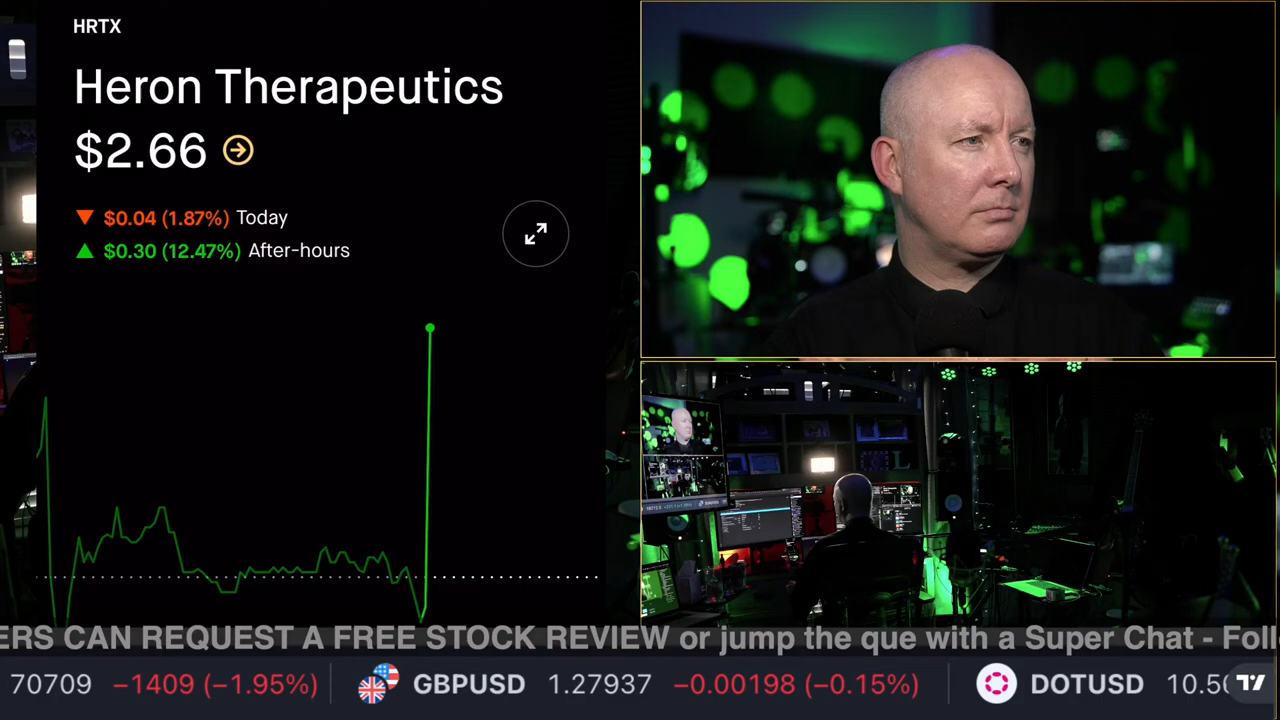 HRTX
Heron Therapeutics
$2.66
$0.04 (1.87%) Today
$0.30 (12.47%) After-hours
ERS CAN REQUEST A FREE STOCK REVIEW or jump the que with a Super Chat - Foll
70709 −1409 (−1.95%) GBPUSD 1.27937 −0.00198 (−0.15%) DOTUSD 10.5